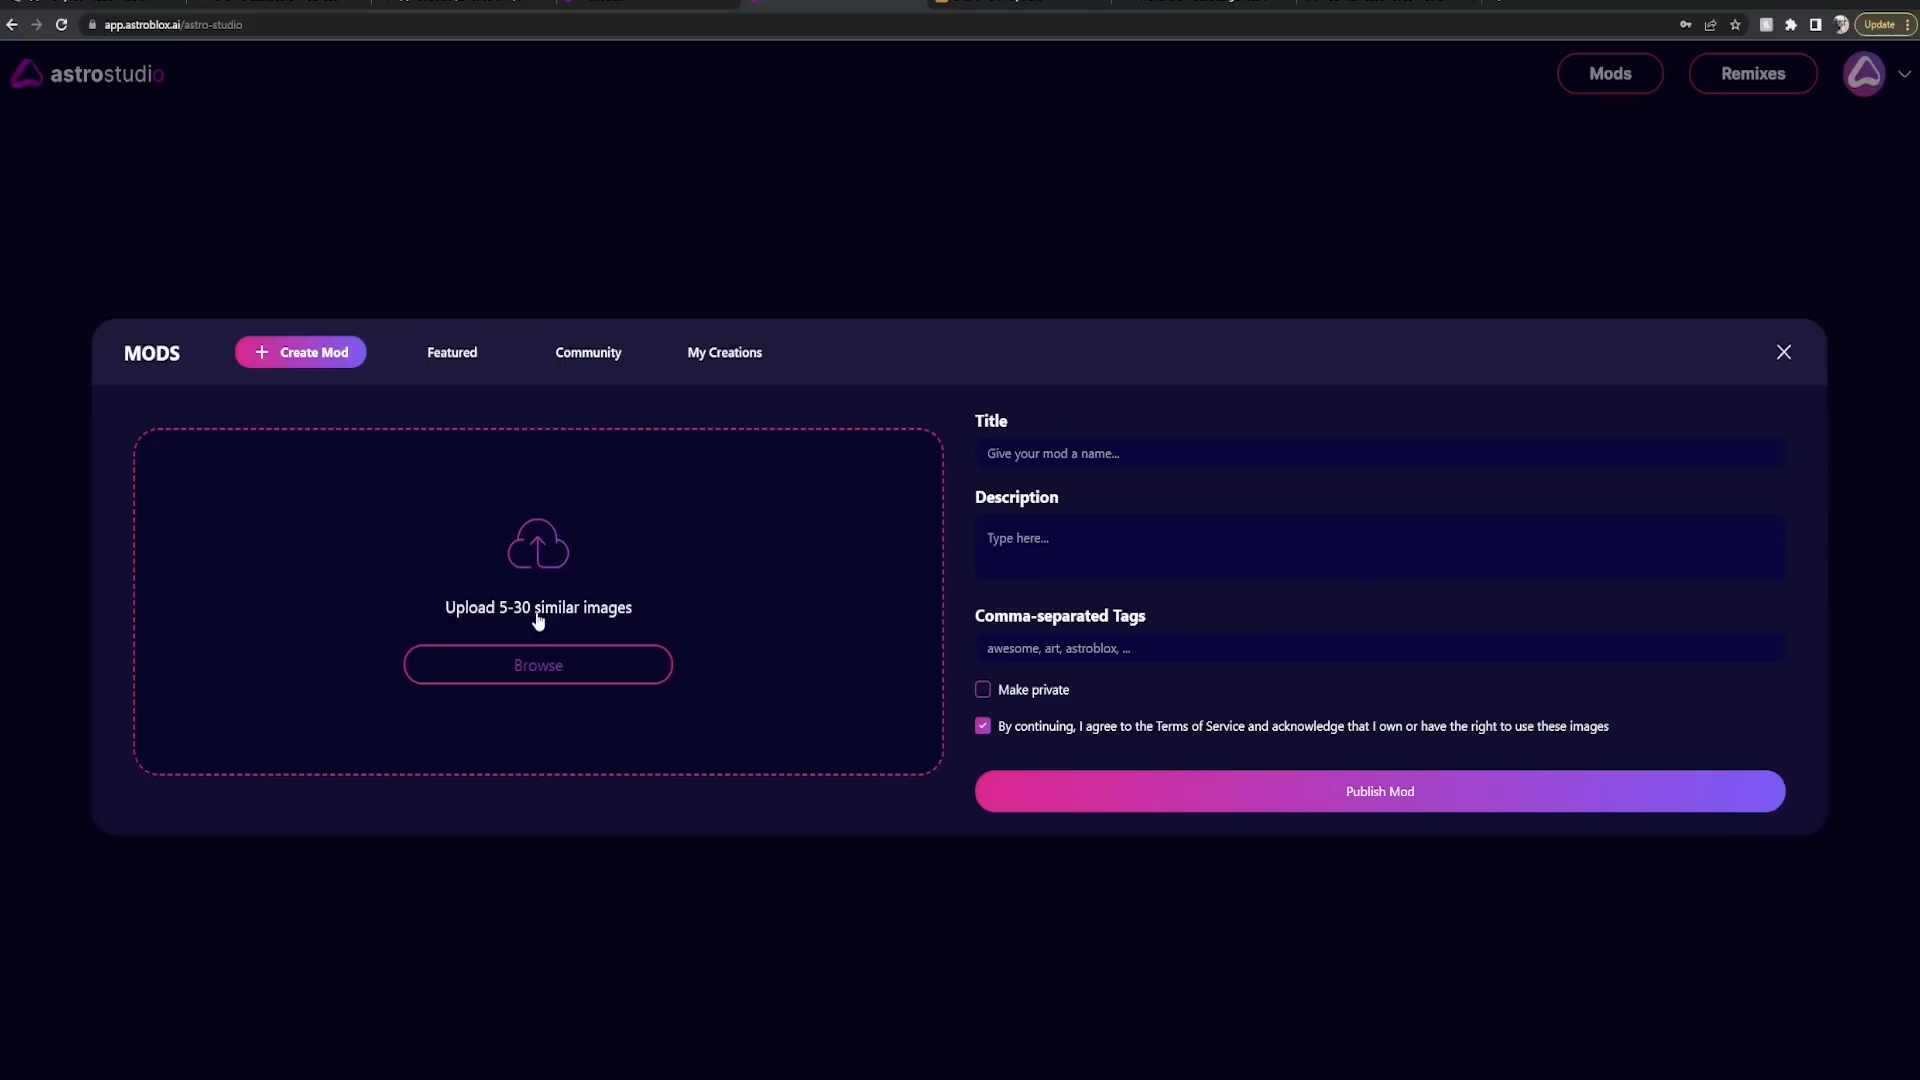 app.astroblox.ai/astro-studio
Update
astrostudio
Mods
Remixes
MODS
Create Mod
Featured
Community
My Creations
Title
Give your mod a name...
Description
Type here...
Upload 5-30 similar images
Browse
Comma-separated Tags
awesome, art, astroblox, ...
Make private
By continuing, I agree to the Terms of Service and acknowledge that I own or have the right to use these images
Publish Mod